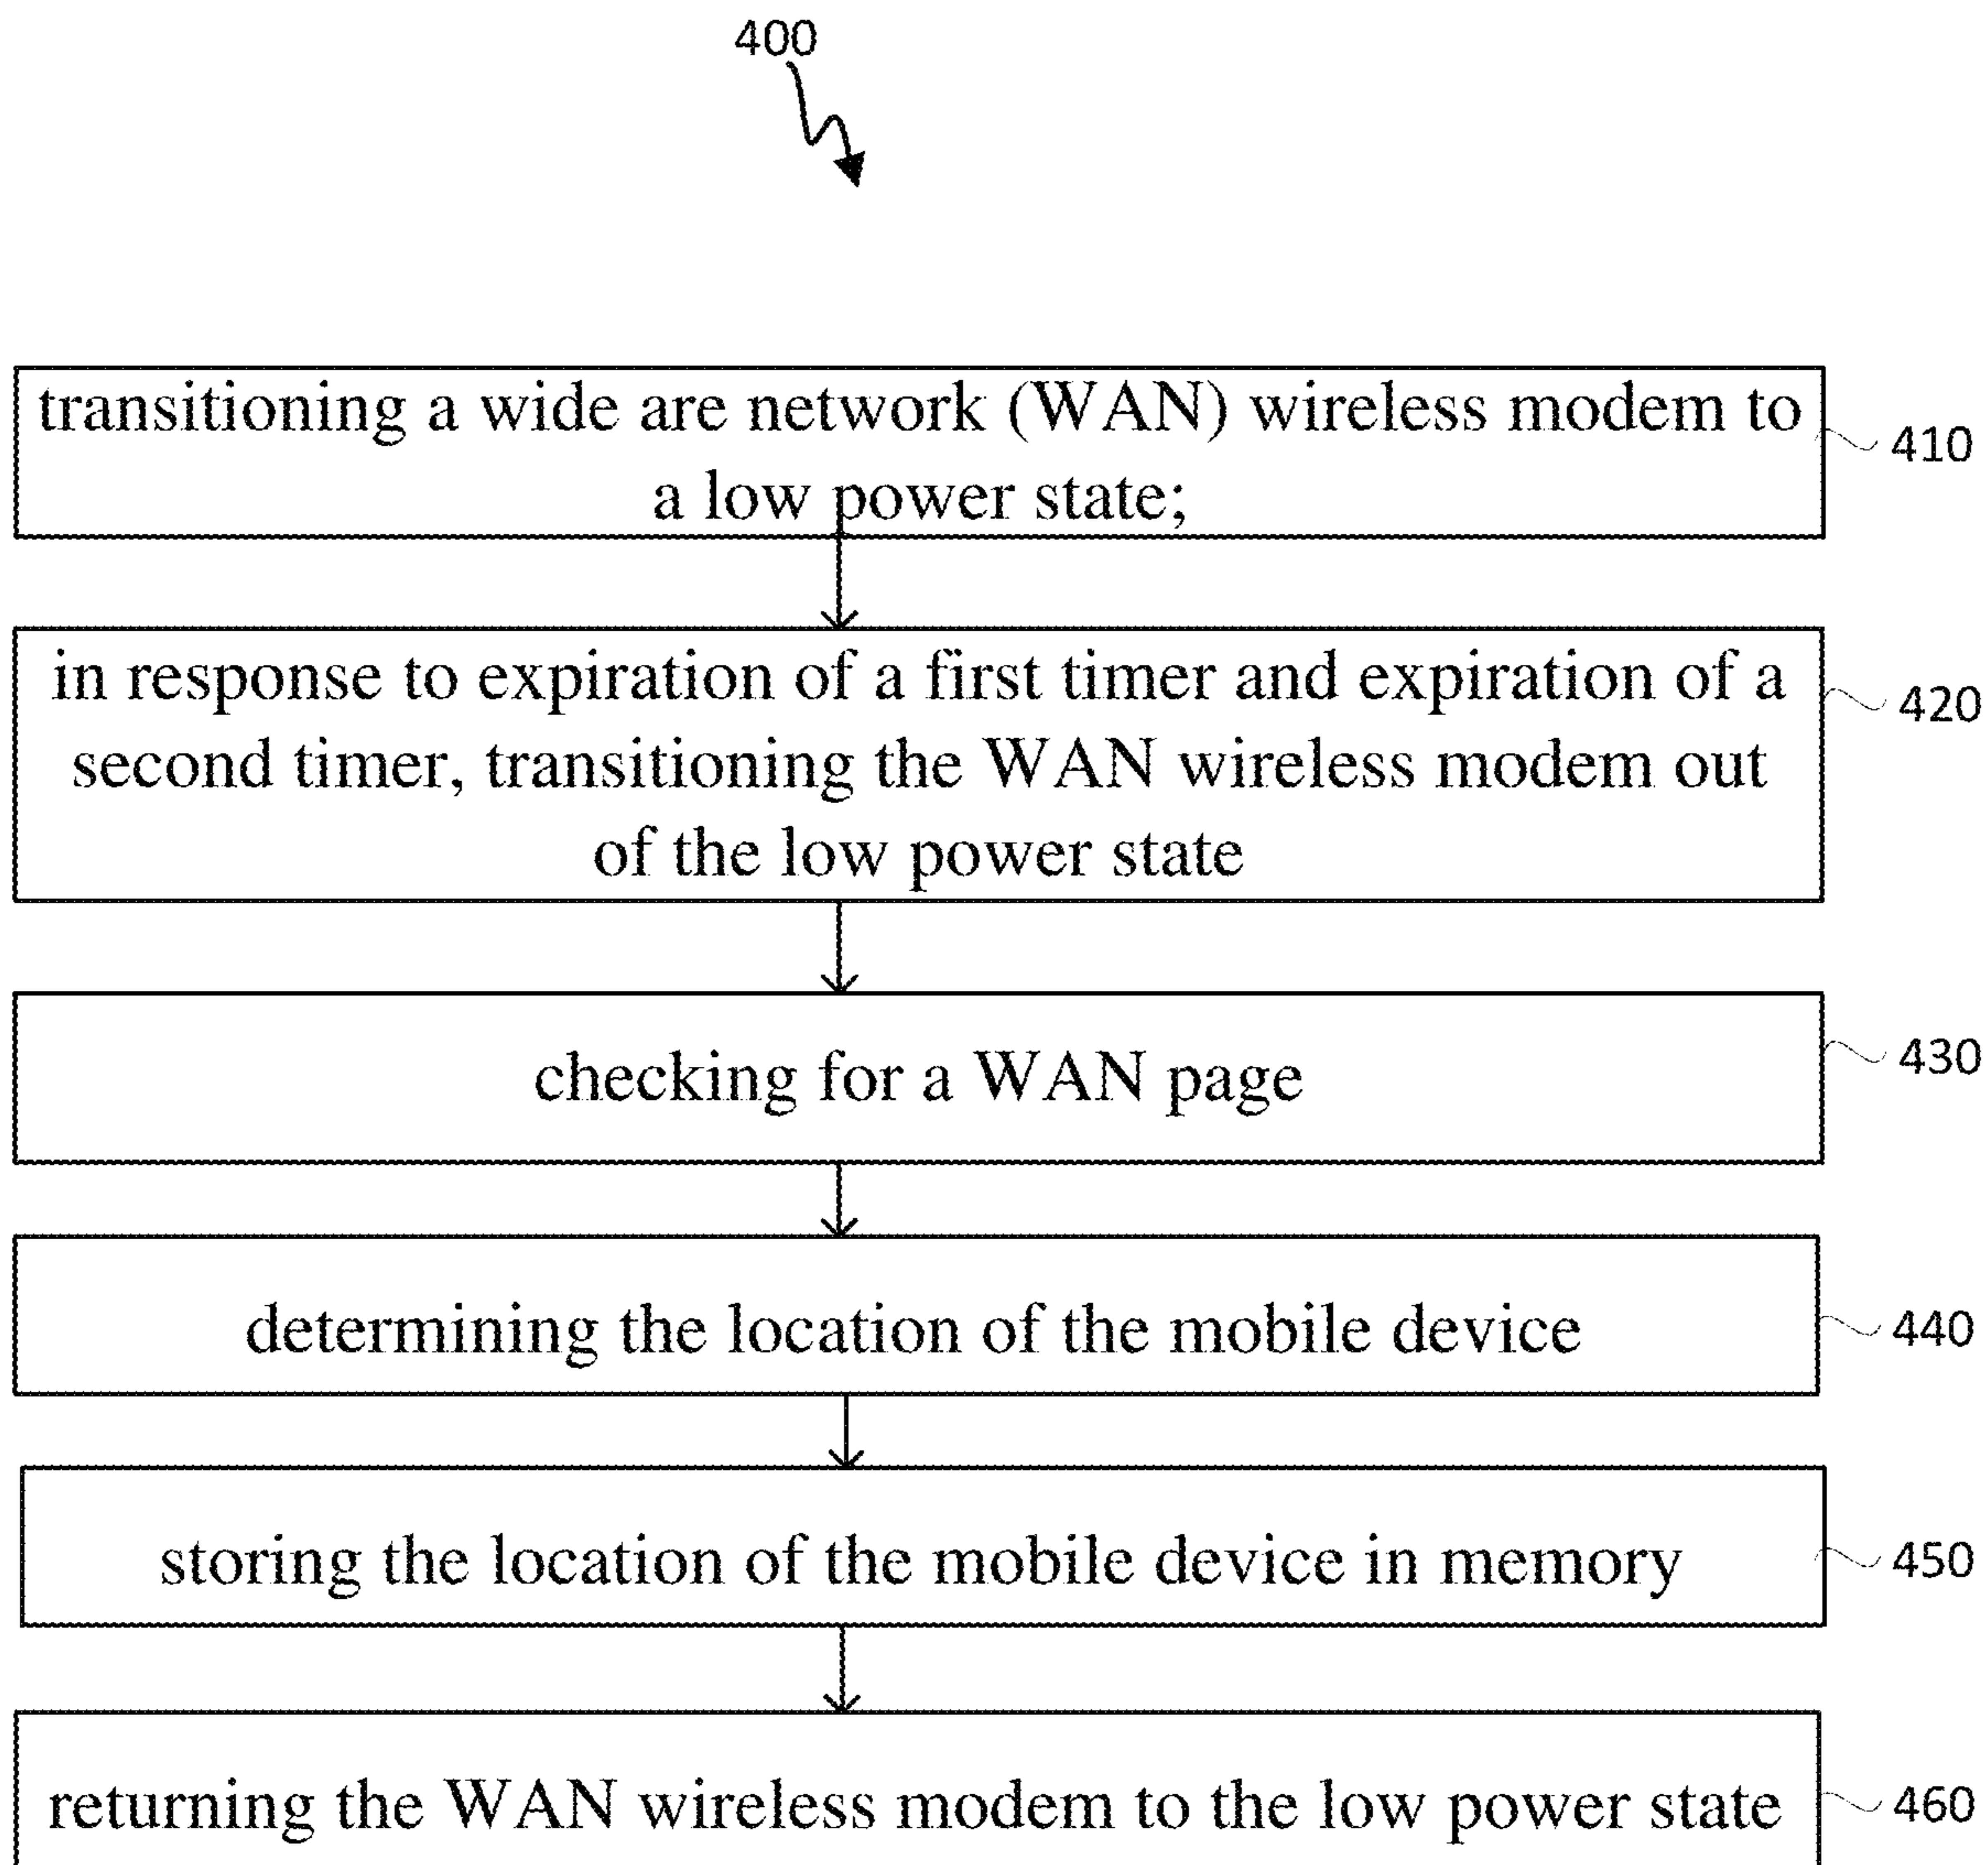 400
transitioning a wide are network (WAN) wireless modem to
a low power state;
410
in response to expiration of a first timer and expiration of a
second timer, transitioning the WAN wireless modem out
of the low power state
420
checking for a WAN page
430
determining the location of the mobile device
440
storing the location of the mobile device in memory
450
returning the WAN wireless modem to the low power state
460